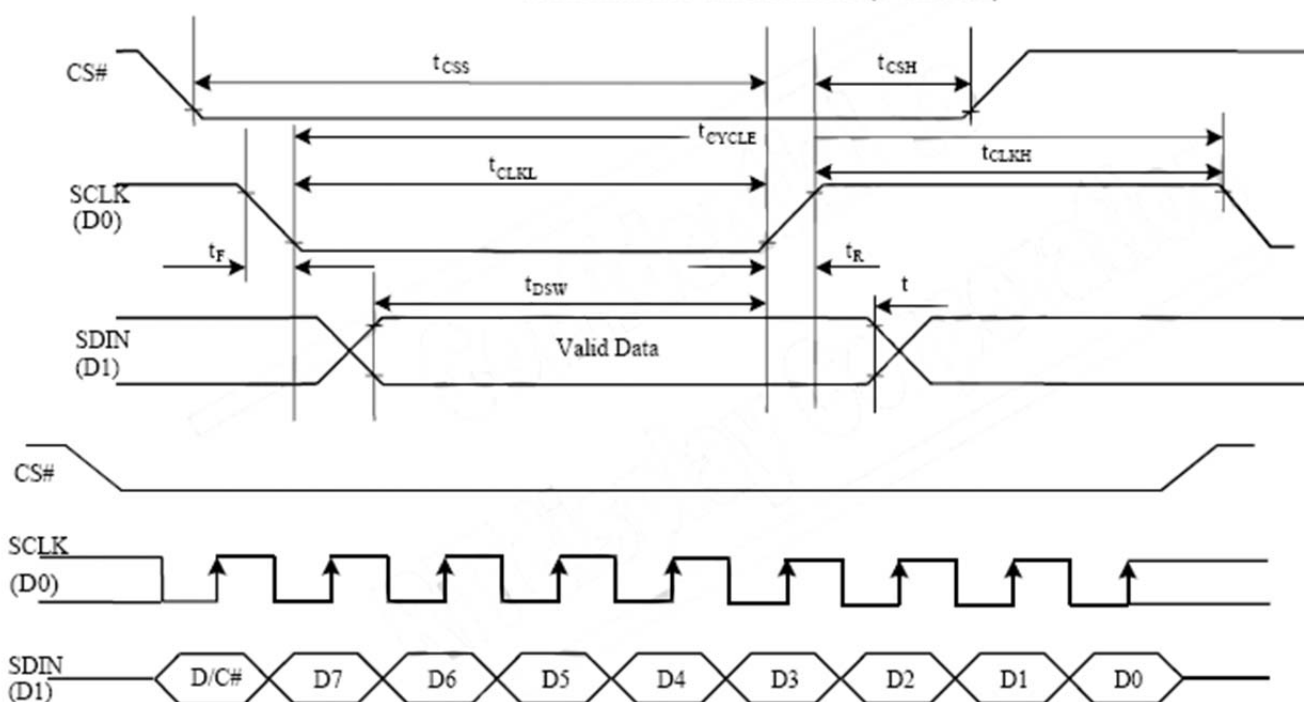 CS#
tCSS
tCSH
tCYCLE
tCLKL
tCLKH
SCLK
(D0)
tF
tR
tDSW
t
SDIN
(D1)
Valid Data
CS#
SCLK
(D0)
SDIN
(D1)
D/C# D7 D6 D5 D4 D3 D2 D1 D0